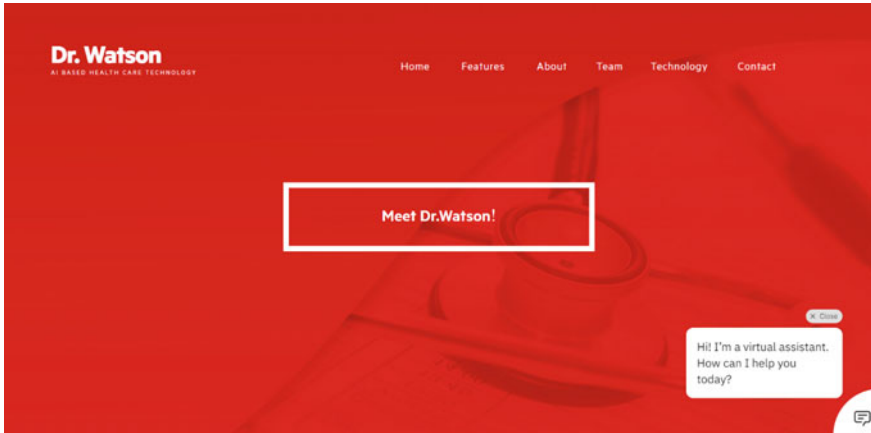 Dr. Watson
AI BASED HEALTH CARE TECHNOLOGY
Home Features About Team Technology Contact
Meet Dr.Watson!
× Close
Hi! I'm a virtual assistant.
How can I help you
today?